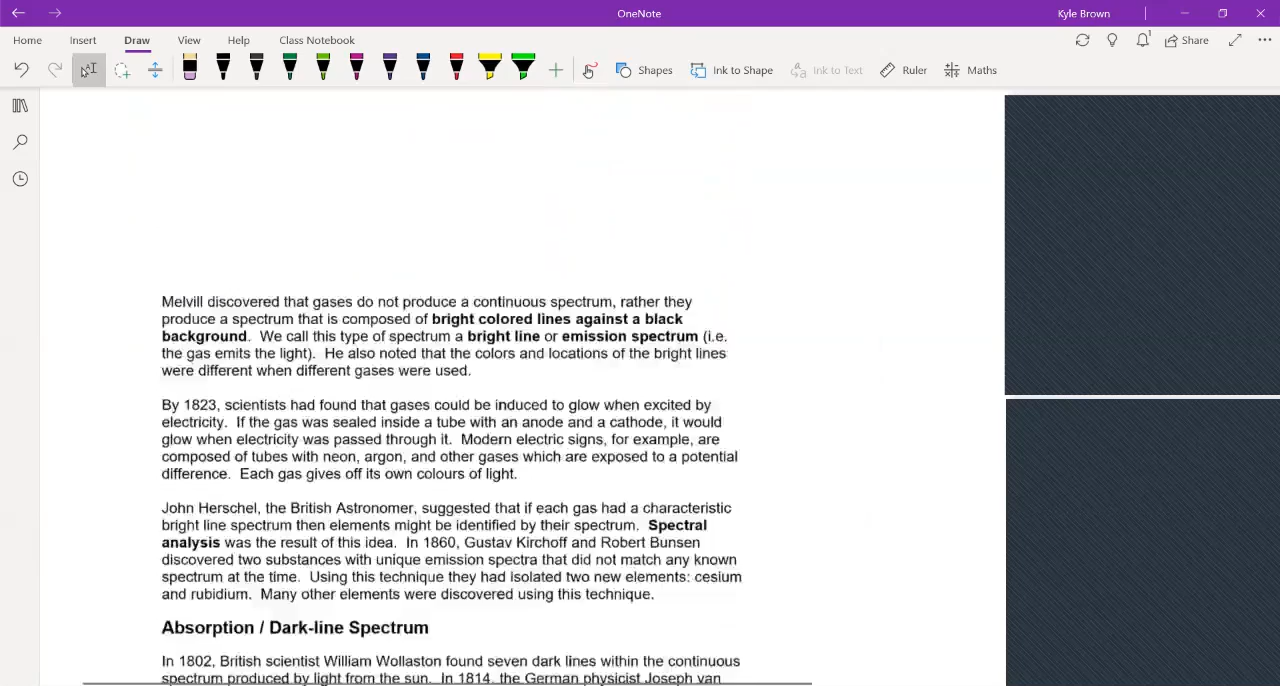 OneNote
Kyle Brown
Home Insert Draw View Help Class Notebook
Share
Shapes Ink to Shape Ink to Text Ruler Maths
Melvill discovered that gases do not produce a continuous spectrum, rather they
produce a spectrum that is composed of bright colored lines against a black
background. We call this type of spectrum a bright line or emission spectrum (i.e.
the gas emits the light). He also noted that the colors and locations of the bright lines
were different when different gases were used.
By 1823, scientists had found that gases could be induced to glow when excited by
electricity. If the gas was sealed inside a tube with an anode and a cathode, it would
glow when electricity was passed through it. Modern electric signs, for example, are
composed of tubes with neon, argon, and other gases which are exposed to a potential
difference. Each gas gives off its own colours of light.
John Herschel, the British Astronomer, suggested that if each gas had a characteristic
bright line spectrum then elements might be identified by their spectrum. Spectral
analysis was the result of this idea. In 1860, Gustav Kirchoff and Robert Bunsen
discovered two substances with unique emission spectra that did not match any known
spectrum at the time. Using this technique they had isolated two new elements: cesium
and rubidium. Many other elements were discovered using this technique.
Absorption / Dark-line Spectrum
In 1802, British scientist William Wollaston found seven dark lines within the continuous
spectrum produced by light from the sun. In 1814, the German physicist Joseph van